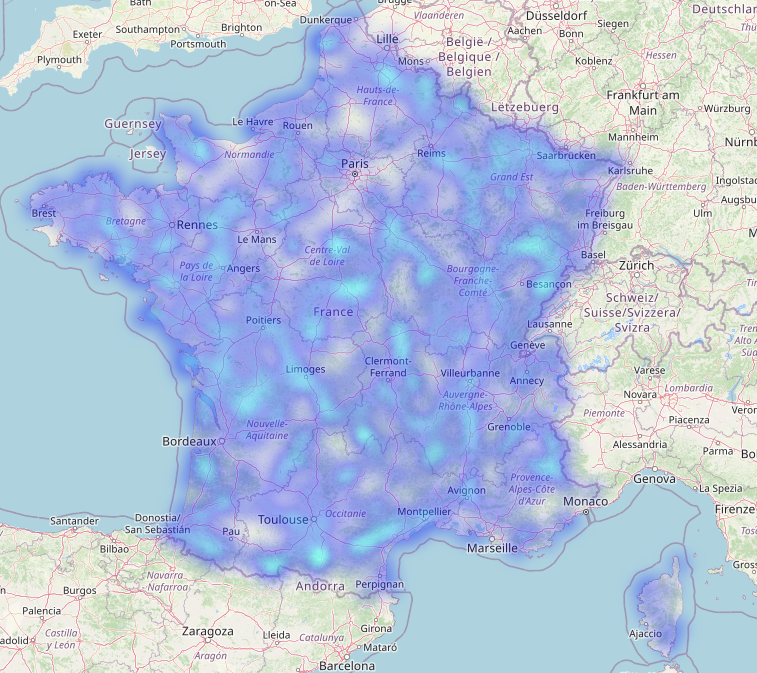 Bath
on-Sea
Brugge
Deutschland
Dunkerque
Vlaanderen
Düsseldorf
Southampton
Brighton
Exeter
Aachen
Siegen
Lille
Bonn
België /
Belgique /
Belgien
Portsmouth
Plymouth
Mons
Koblenz
Hessen
Hauts-de-
France
Frankfurt am
Main
Lëtzebuerg
Würzburg
Guernsey
Le Havre
Rouen
Mannheim
Nürnb
Jersey
Normandie
Reims
Saarbrücken
Paris
Karlsruhe
Grand Est
Baden-Württemberg
Ingolsta
Augsbu
Brest
Bretagne
Rennes
Freiburg
im Breisgau
Ulm
Le Mans
Centre-Val
de Loire
Basel
Pays de
la Loire
Angers
Bourgogne-
Franche-
Comté
Zürich
Besançon
Schweiz/
Suisse/Svizzera/
Svizra
France
Poitiers
Lausanne
Genève
Limoges
Clermont-
Ferrand
Villeurbanne
Annecy
Varese
Lombardia
Novara
Auvergne-
Rhône-Alpes
Piemonte
Piacenza
Nouvelle-
Aquitaine
Grenoble
Bordeaux
Alessandria
Parma
Provence-
Alpes-Côte
d'Azur
Genova
Avignon
La Spezia
Monaco
Santander
Donostia/
San Sebastián
Toulouse
Occitanie
Montpellier
Firenze
Bilbao
Pau
Marseille
Navarra
- Nafarroa
Andorra
Perpignan
Burgos
Palencia
Girona
Zaragoza
Lleida
Catalunya
Ajaccio
Castilla
y León
Mataró
Aragón
Barcelona